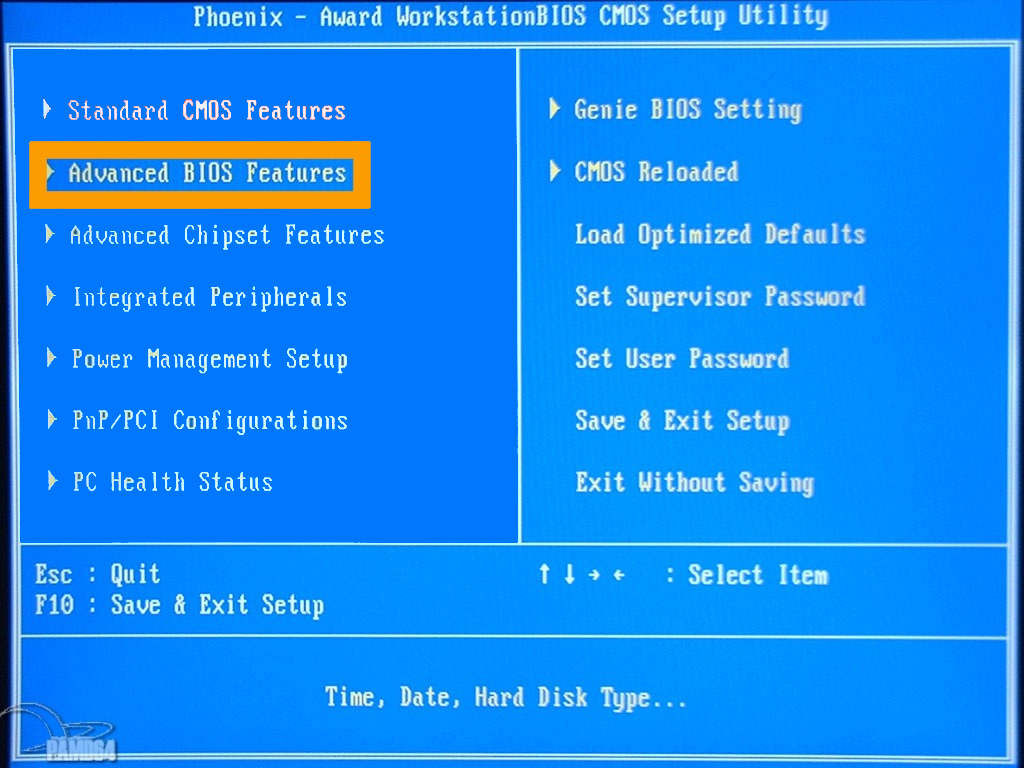 Phoenix - Award WorkstationBIOS CMOS Setup Utility
Standard CMOS Features
Advanced BIOS Features
Advanced Chipset Features
Integrated Peripherals
Power Management Setup
PnP/PCI Configurations
PC Health Status
Genie BIOS Setting
CMOS Reloaded
Load Optimized Defaults
Set Supervisor Password
Set User Password
Save & Exit Setup
Exit Without Saving
Esc : Quit
F10 : Save & Exit Setup
↑ ↓ → ← : Select Item
Time, Date, Hard Disk Type...
PAMD64